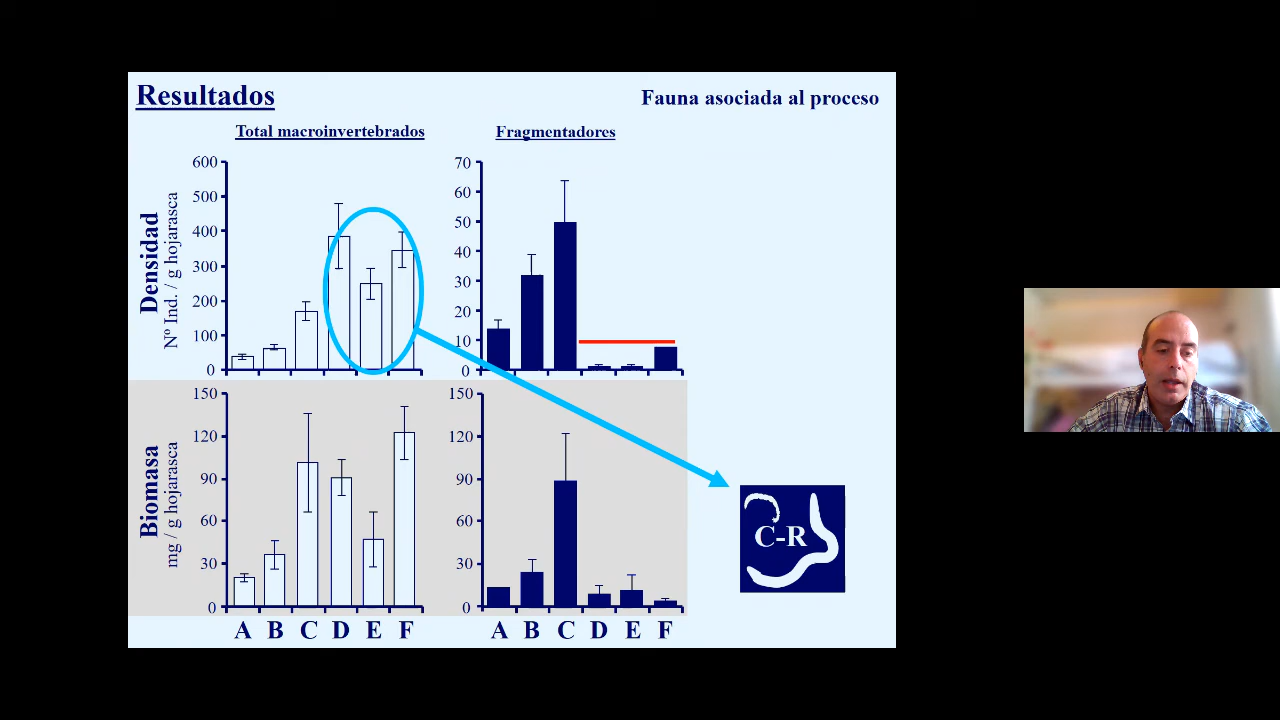 Resultados
Fauna asociada al proceso
Total macroinvertebrados
Fragmentadores
Densidad
Nº Ind. / g hojarasca
600
500
400
300
200
100
0
70
60
50
40
30
20
10
0
Biomasa
mg / g hojarasca
150
120
90
60
30
0
150
120
90
60
30
0
C-R
A B C D E F
A B C D E F